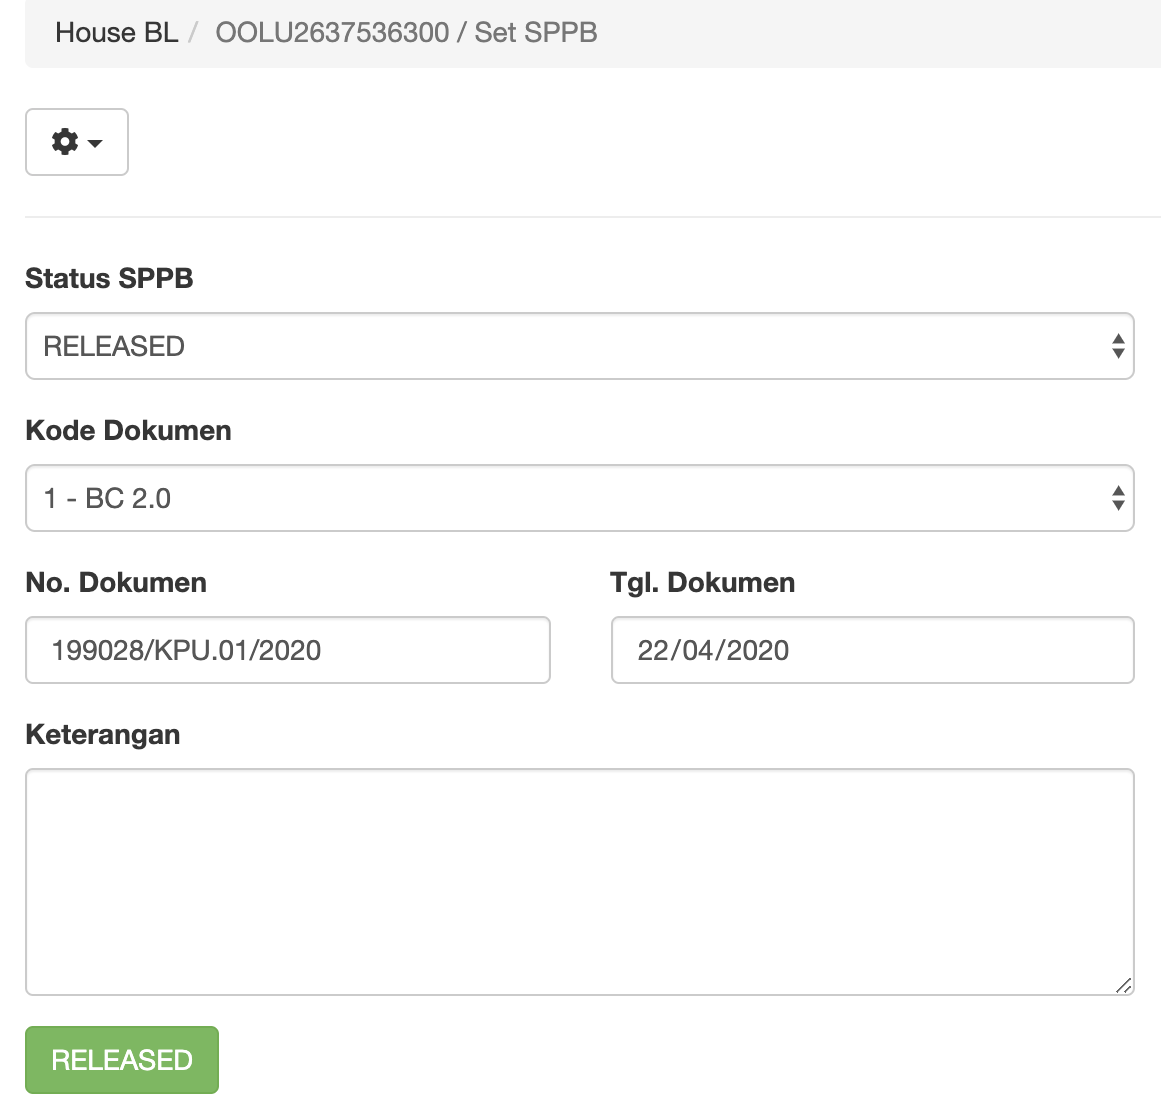 House BL / OOLU2637536300 / Set SPPB
Status SPPB
RELEASED
Kode Dokumen
1 - BC 2.0
No. Dokumen
199028/KPU.01/2020
Tgl. Dokumen
22/04/2020
Keterangan
RELEASED